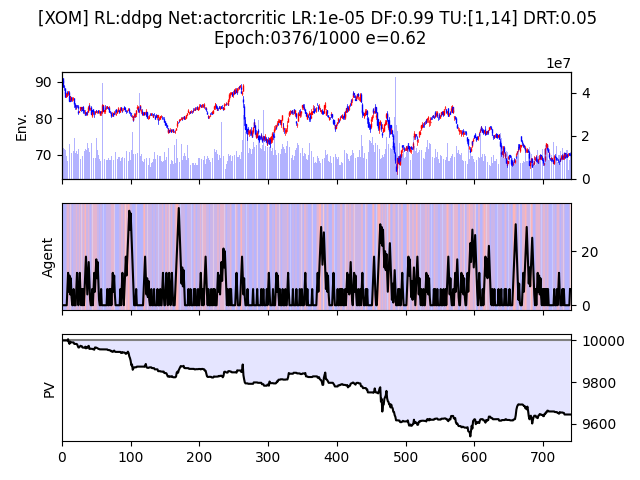 [XOM] RL:ddpg Net:actorcritic LR:1e-05 DF:0.99 TU:[1,14] DRT:0.05
Epoch:0376/1000 e=0.62
1e7
90
80
70
Env.
4
2
0
Agent
20
0
PV
10000
9800
9600
0 100 200 300 400 500 600 700